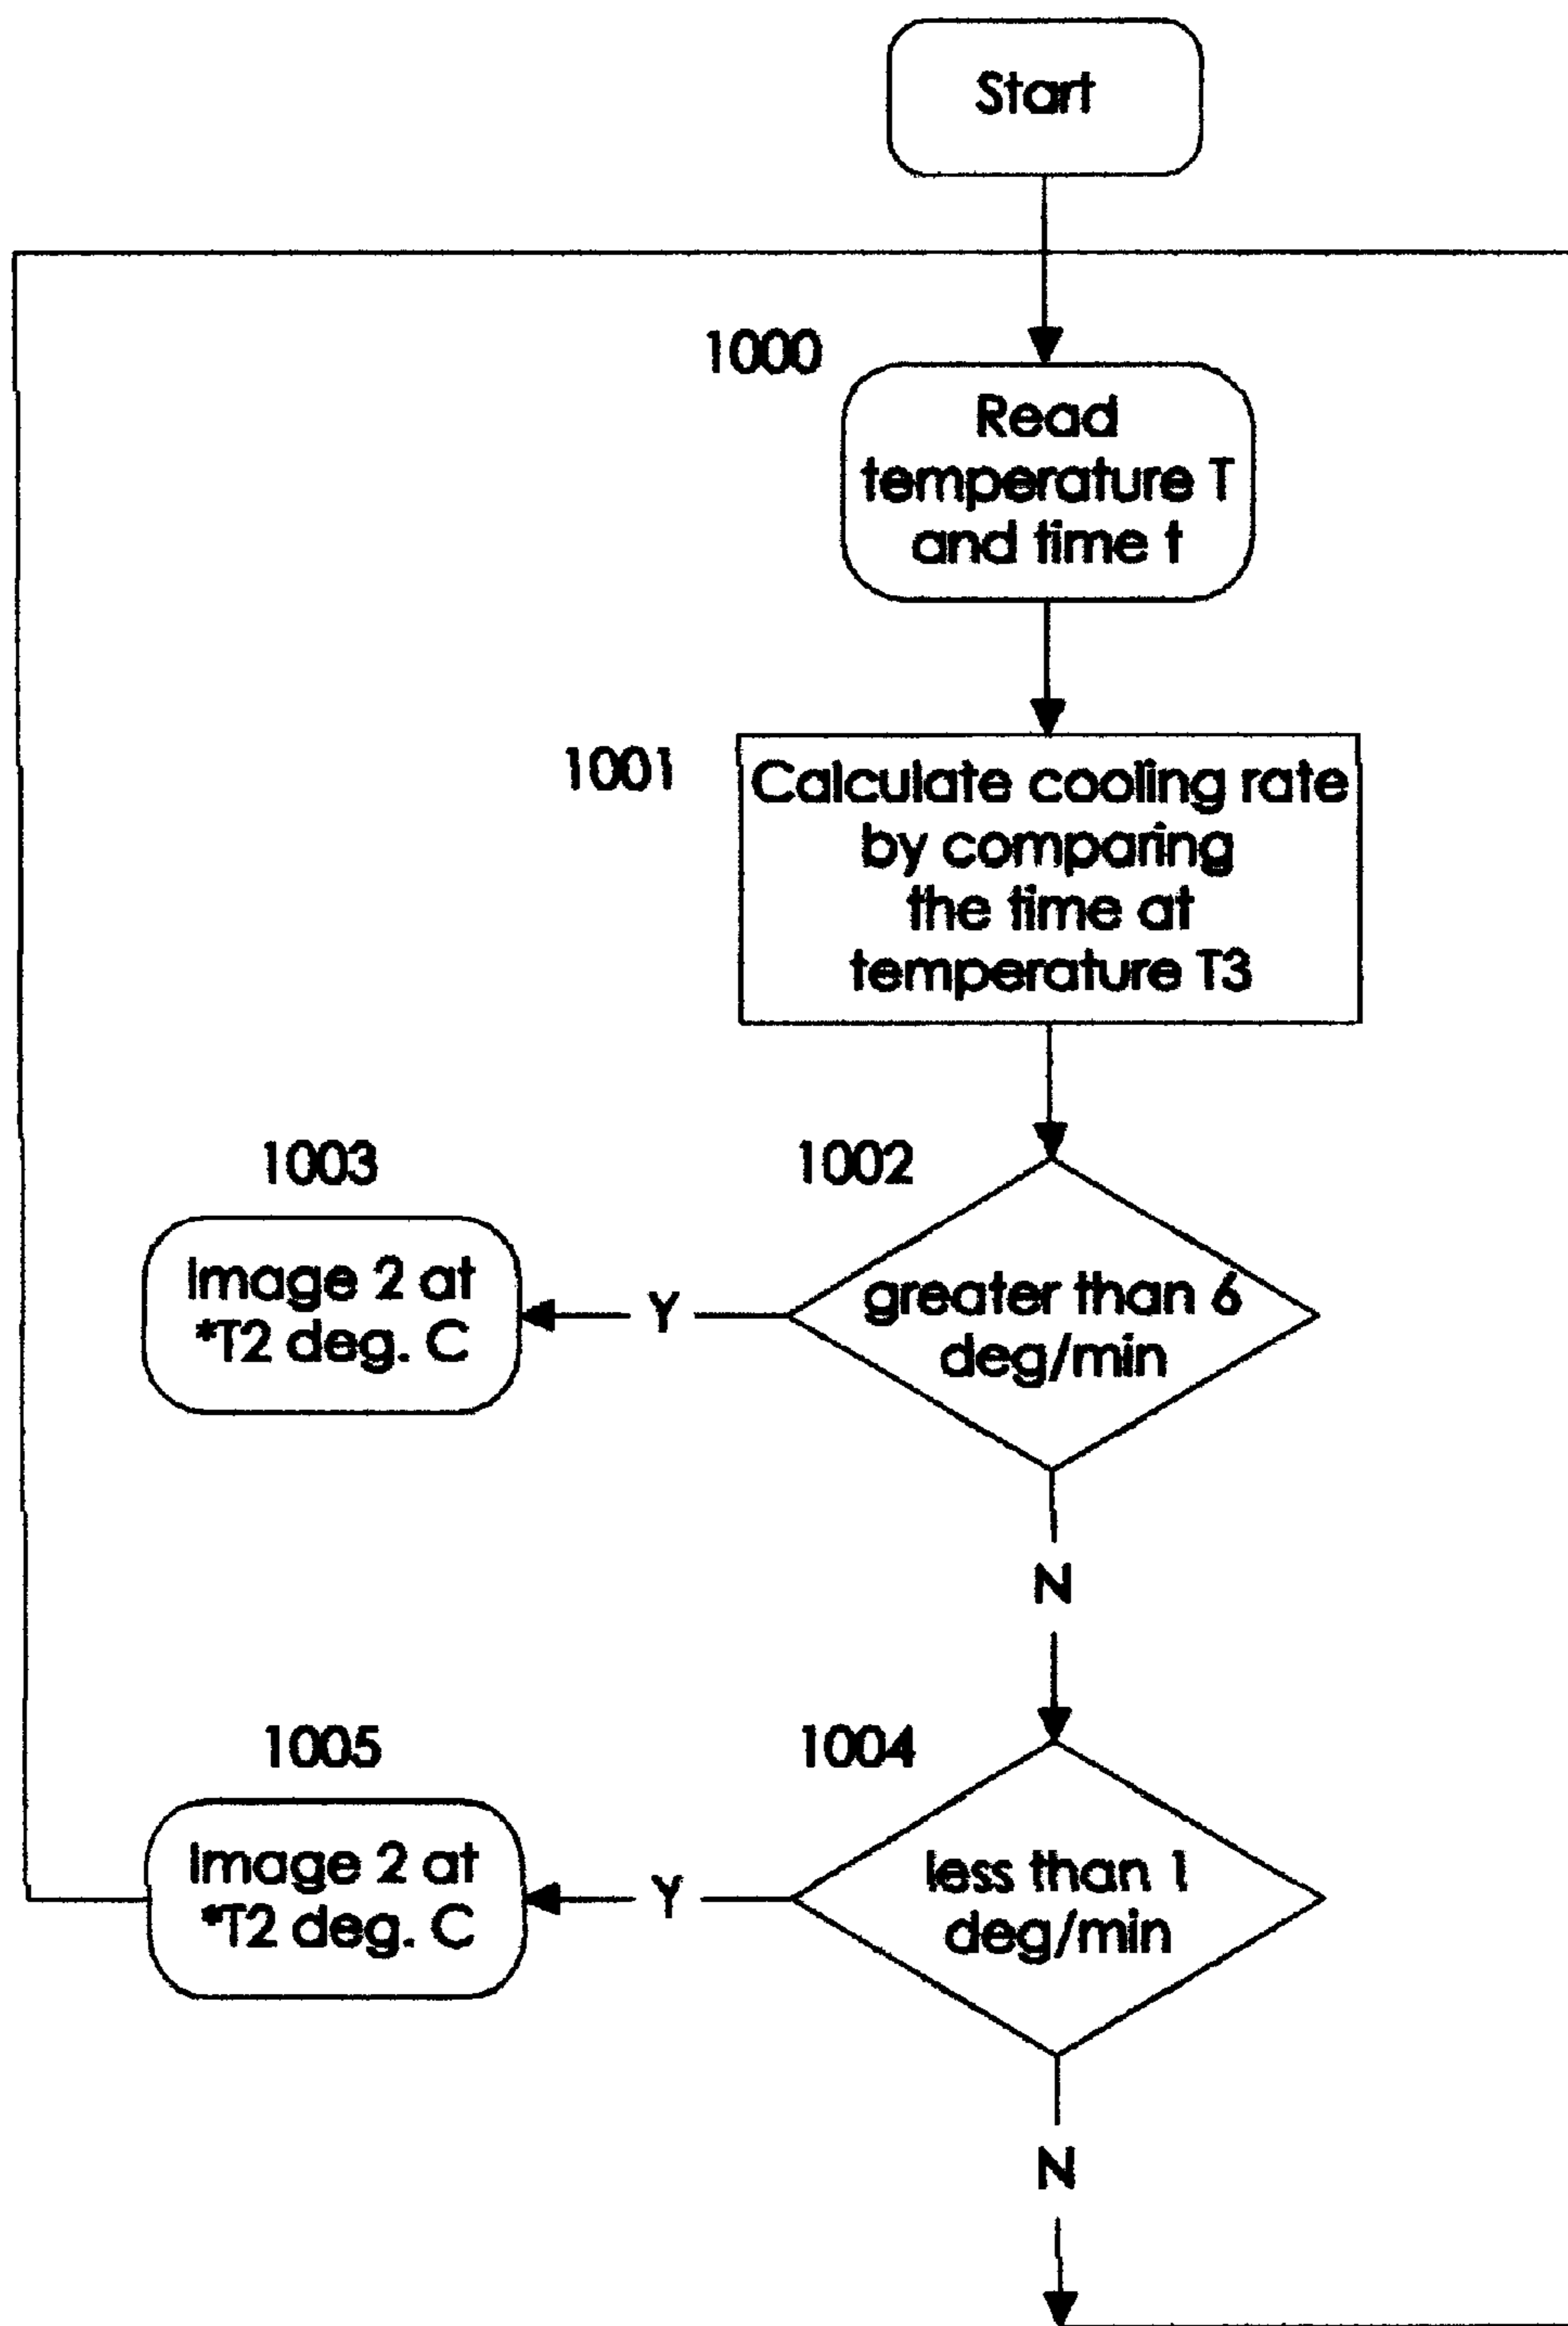 Start
1000
Read
temperature T
and time t
1001
Calculate cooling rate
by comparing
the time at
temperature T3
1003
1002
Image 2 at
*T2 deg. C
Y
greater than 6
deg/min
N
1005
1004
Image 2 at
*T2 deg. C
Y
less than 1
deg/min
N